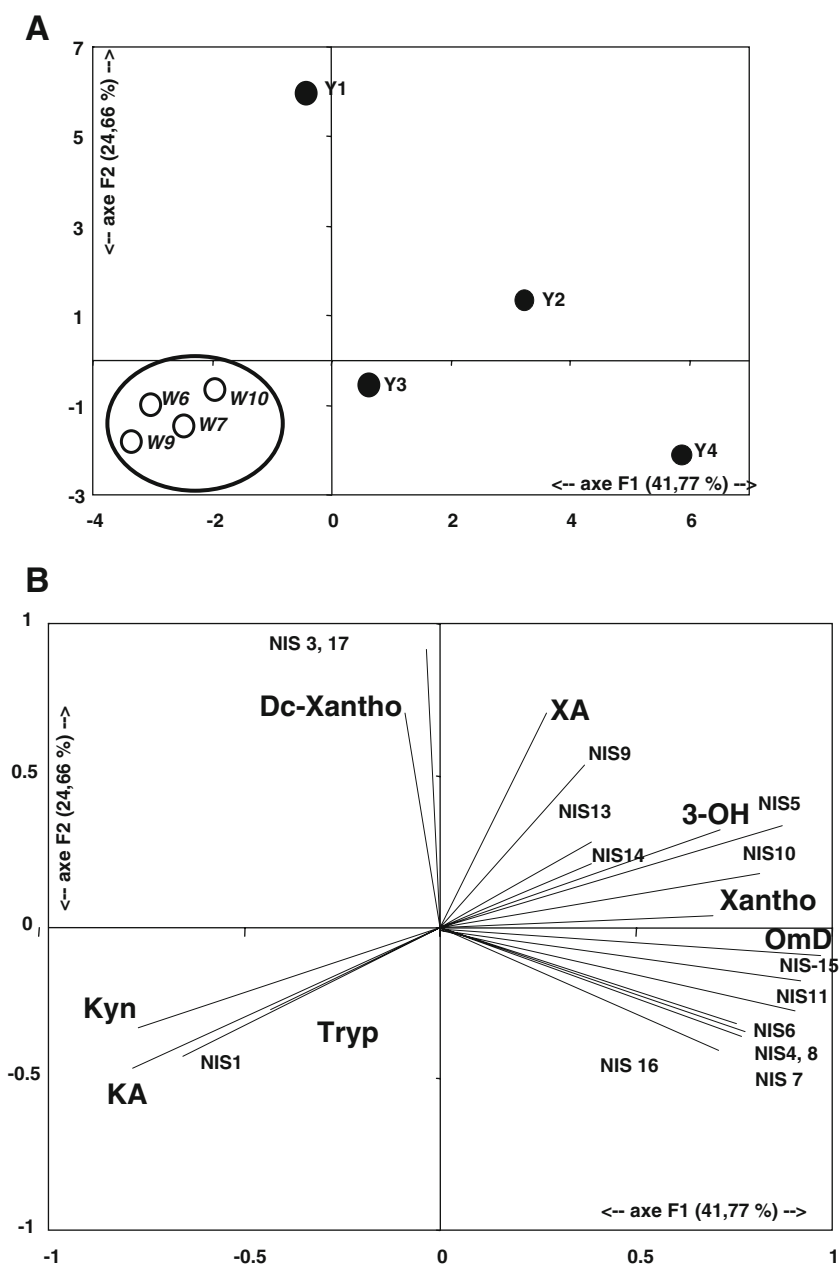 A
7
5
3
1
-1
-3
<-- axe F2 (24,66 %) -->
Y1
Y2
Y3
Y4
W6
W10
W7
W9
<-- axe F1 (41,77 %) -->
-4
-2
0
2
4
6
B
1
0.5
0
-0.5
-1
<-- axe F2 (24,66 %) -->
NIS 3, 17
Dc-Xantho
XA
NIS9
NIS13
3-OH
NIS5
NIS14
NIS10
Xantho
OmD
NIS-15
NIS11
Kyn
Tryp
NIS6
NIS1
NIS 16
NIS4, 8
NIS 7
KA
<-- axe F1 (41,77 %) -->
-1
-0.5
0
0.5
1